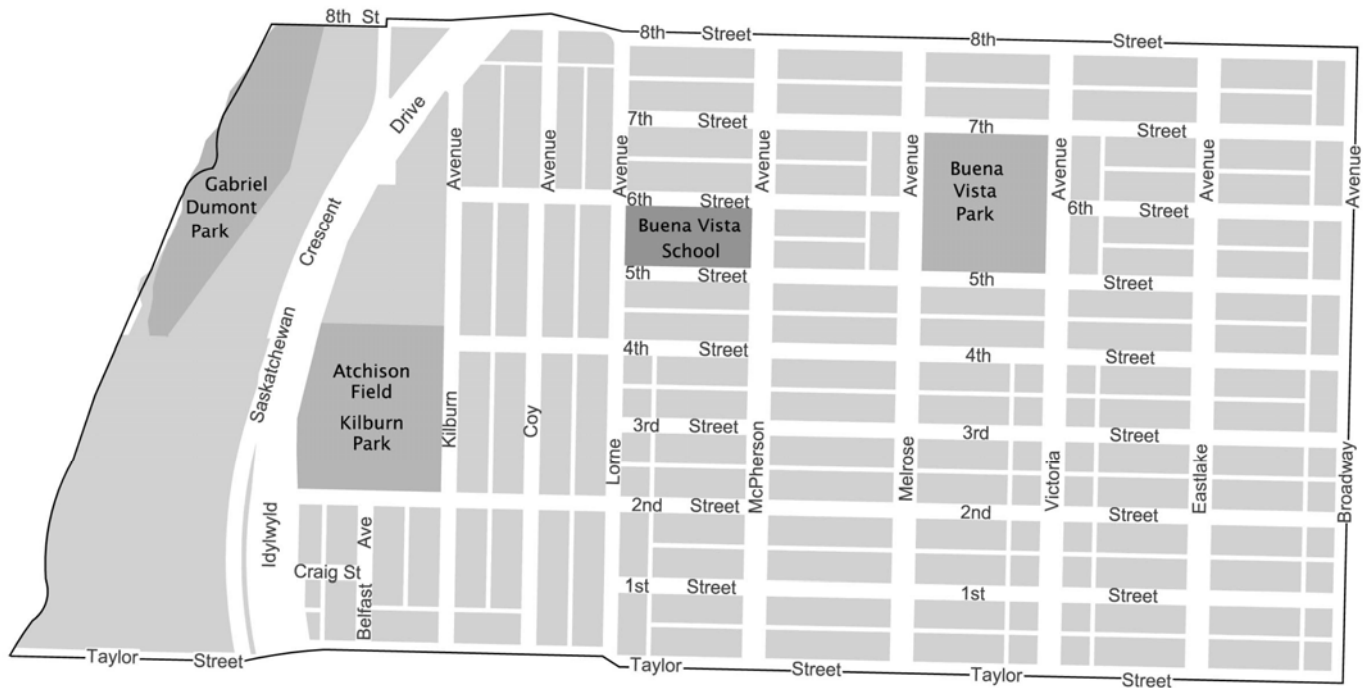 8th St
8th Street
8th Street
Drive
7th Street
7th Street
Avenue
Avenue
Avenue
Avenue
Avenue
Avenue
Avenue
Avenue
Gabriel
Dumont
Park
Buena
Vista
Park
6th Street
6th Street
Buena Vista
School
Crescent
5th Street
5th Street
Saskatchewan
4th Street
4th Street
Atchison
Field
Kilburn
Park
Kilburn
Coy
Lorne
3rd Street
3rd Street
McPherson
Melrose
Victoria
Eastlake
Broadway
2nd Street
2nd Street
Idylwyld
Belfast Ave
Craig St
1st Street
1st Street
Taylor Street
Taylor Street
Taylor Street